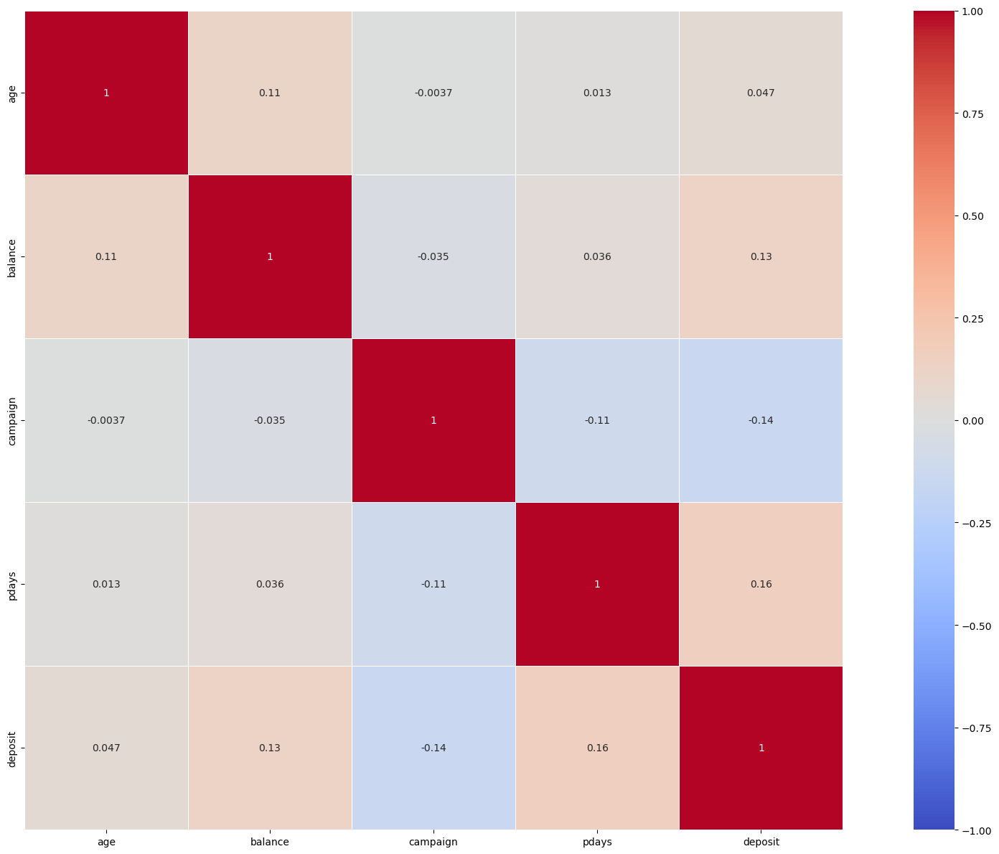 age 1 0.11 -0.0037 0.013 0.047
balance 0.11 1 -0.035 0.036 0.13
campaign -0.0037 -0.035 1 -0.11 -0.14
pdays 0.013 0.036 -0.11 1 0.16
deposit 0.047 0.13 -0.14 0.16 1
age balance campaign pdays deposit
1.00
0.75
0.50
0.25
0.00
−0.25
−0.50
−0.75
−1.00